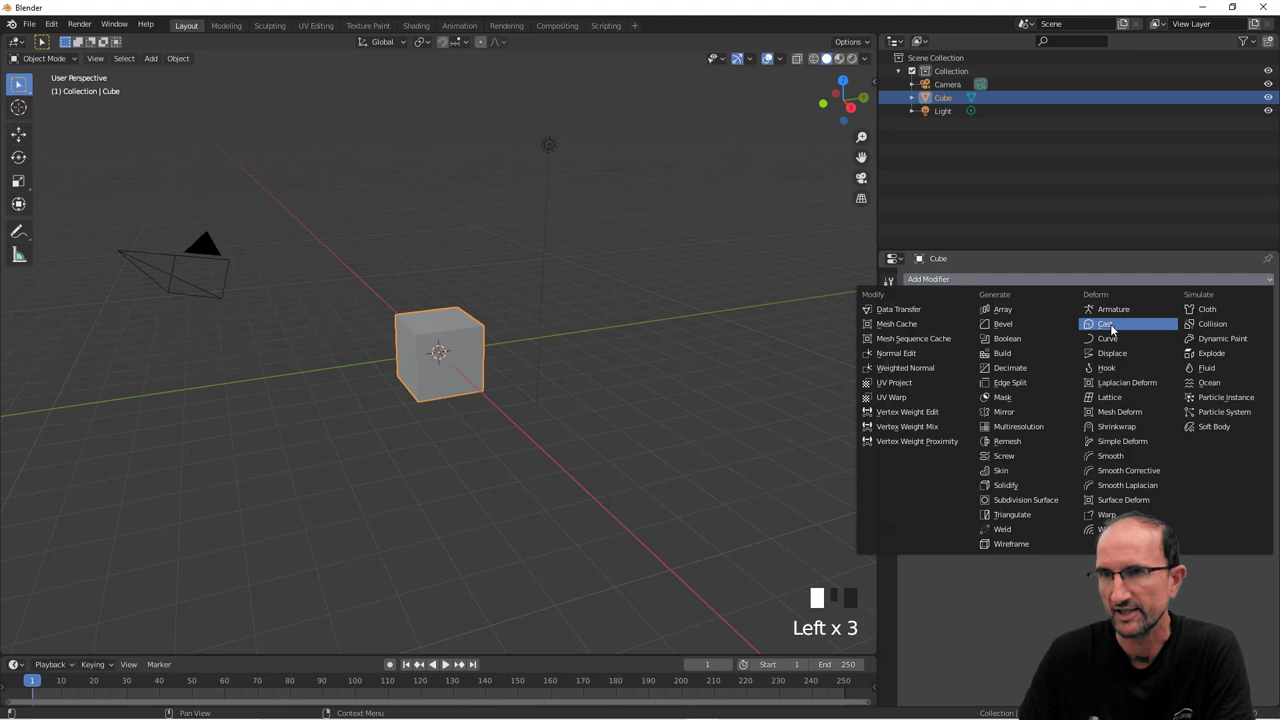 Blender
File Edit Render Window Help Layout Modeling Sculpting UV Editing Texture Paint Shading Animation Rendering Compositing Scripting + Scene View Layer
Global Options
Object Mode View Select Add Object
User Perspective
(1) Collection | Cube
Scene Collection
Collection
Camera
Cube
Light
Cube
Add Modifier
Modify Generate Deform Simulate
Data Transfer Array Armature Cloth
Mesh Cache Bevel Cast Collision
Mesh Sequence Cache Boolean Curve Dynamic Paint
Normal Edit Build Displace Explode
Weighted Normal Decimate Hook Fluid
UV Project Edge Split Laplacian Deform Ocean
UV Warp Mask Lattice Particle Instance
Vertex Weight Edit Mirror Mesh Deform Particle System
Vertex Weight Mix Multiresolution Shrinkwrap Soft Body
Vertex Weight Proximity Remesh Simple Deform
Screw Smooth
Skin Smooth Corrective
Solidify Smooth Laplacian
Subdivision Surface Surface Deform
Triangulate Warp
Weld
Wireframe
Left x 3
Playback Keying View Marker 1 Start 1 End 250
1 10 20 30 40 50 60 70 80 90 100 110 120 130 140 150 160 170 180 190 200 210 220 230 240 250
Pan View Context Menu Collection |